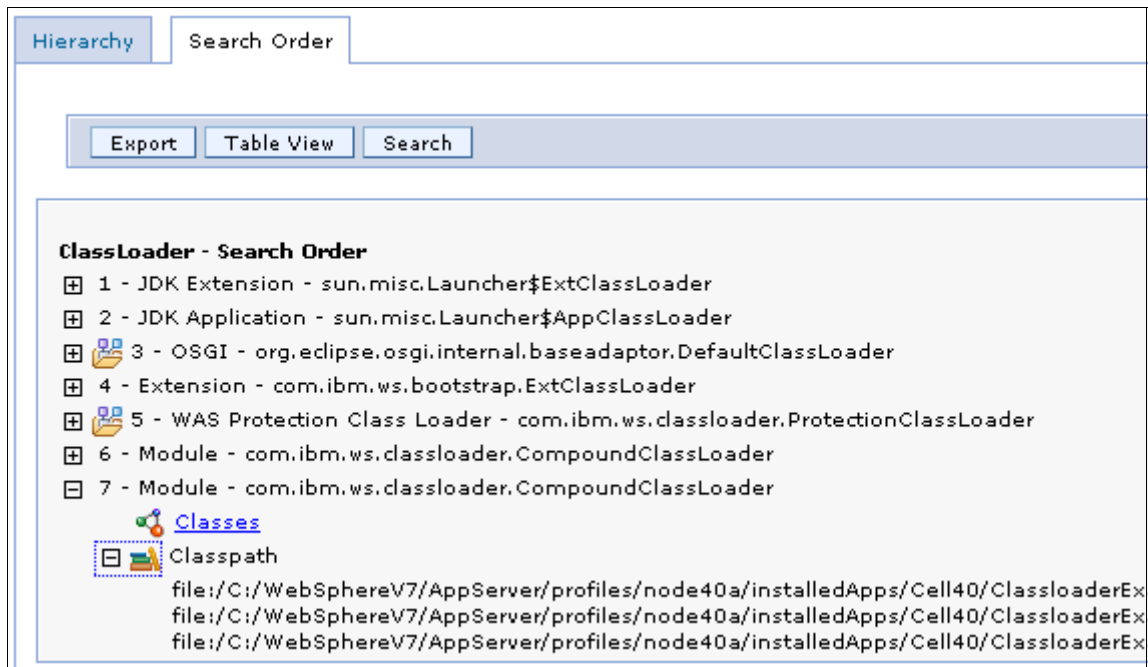 Hierarchy
Search Order
Export
Table View
Search
ClassLoader - Search Order
1 - JDK Extension - sun.misc.Launcher$ExtClassLoader
2 - JDK Application - sun.misc.Launcher$AppClassLoader
3 - OSGI - org.eclipse.osgi.internal.baseadaptor.DefaultClassLoader
4 - Extension - com.ibm.ws.bootstrap.ExtClassLoader
5 - WAS Protection Class Loader - com.ibm.ws.classloader.ProtectionClassLoader
6 - Module - com.ibm.ws.classloader.CompoundClassLoader
7 - Module - com.ibm.ws.classloader.CompoundClassLoader
Classes
Classpath
file:/C:/WebSphereV7/AppServer/profiles/node40a/installedApps/Cell40/ClassloaderEx
file:/C:/WebSphereV7/AppServer/profiles/node40a/installedApps/Cell40/ClassloaderEx
file:/C:/WebSphereV7/AppServer/profiles/node40a/installedApps/Cell40/ClassloaderEx